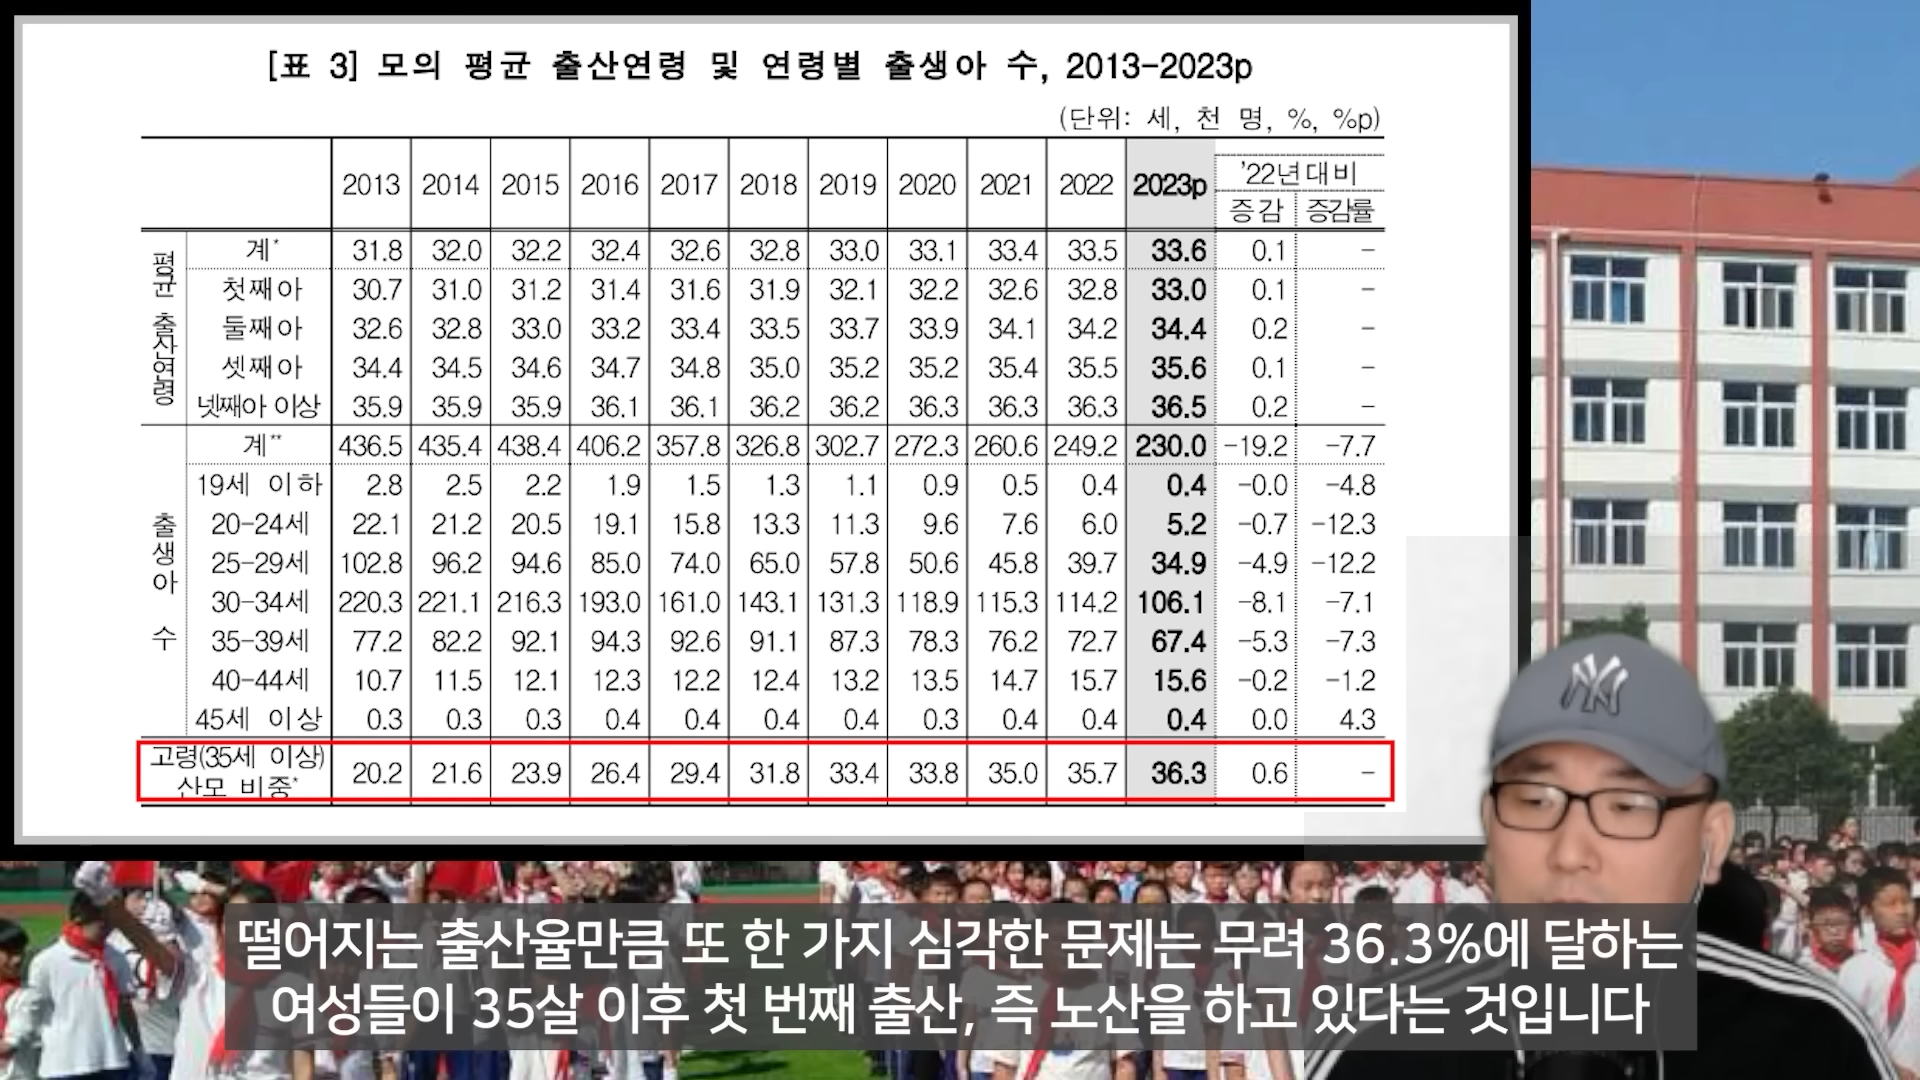 [표 3] 모의 평균 출산연령 및 연령별 출생아 수, 2013-2023p
(단위: 세, 천 명, %, %p)
2013 2014 2015 2016 2017 2018 2019 2020 2021 2022 2023p '22년대비
증감 증감률
평균 출산연령
계* 31.8 32.0 32.2 32.4 32.6 32.8 33.0 33.1 33.4 33.5 33.6 0.1 -
첫째아 30.7 31.0 31.2 31.4 31.6 31.9 32.1 32.2 32.6 32.8 33.0 0.1 -
둘째아 32.6 32.8 33.0 33.2 33.4 33.5 33.7 33.9 34.1 34.2 34.4 0.2 -
셋째아 34.4 34.5 34.6 34.7 34.8 35.0 35.2 35.2 35.4 35.5 35.6 0.1 -
넷째아 이상 35.9 35.9 35.9 36.1 36.1 36.2 36.2 36.3 36.3 36.3 36.5 0.2 -
출생아 수
계** 436.5 435.4 438.4 406.2 357.8 326.8 302.7 272.3 260.6 249.2 230.0 -19.2 -7.7
19세 이하 2.8 2.5 2.2 1.9 1.5 1.3 1.1 0.9 0.5 0.4 0.4 -0.0 -4.8
20-24세 22.1 21.2 20.5 19.1 15.8 13.3 11.3 9.6 7.6 6.0 5.2 -0.7 -12.3
25-29세 102.8 96.2 94.6 85.0 74.0 65.0 57.8 50.6 45.8 39.7 34.9 -4.9 -12.2
30-34세 220.3 221.1 216.3 193.0 161.0 143.1 131.3 118.9 115.3 114.2 106.1 -8.1 -7.1
35-39세 77.2 82.2 92.1 94.3 92.6 91.1 87.3 78.3 76.2 72.7 67.4 -5.3 -7.3
40-44세 10.7 11.5 12.1 12.3 12.2 12.4 13.2 13.5 14.7 15.7 15.6 -0.2 -1.2
45세 이상 0.3 0.3 0.3 0.4 0.4 0.4 0.4 0.3 0.4 0.4 0.4 0.0 4.3
고령(35세 이상)
산모 비중* 20.2 21.6 23.9 26.4 29.4 31.8 33.4 33.8 35.0 35.7 36.3 0.6 -
NY
떨어지는 출산율만큼 또 한 가지 심각한 문제는 무려 36.3%에 달하는
여성들이 35살 이후 첫 번째 출산, 즉 노산을 하고 있다는 것입니다